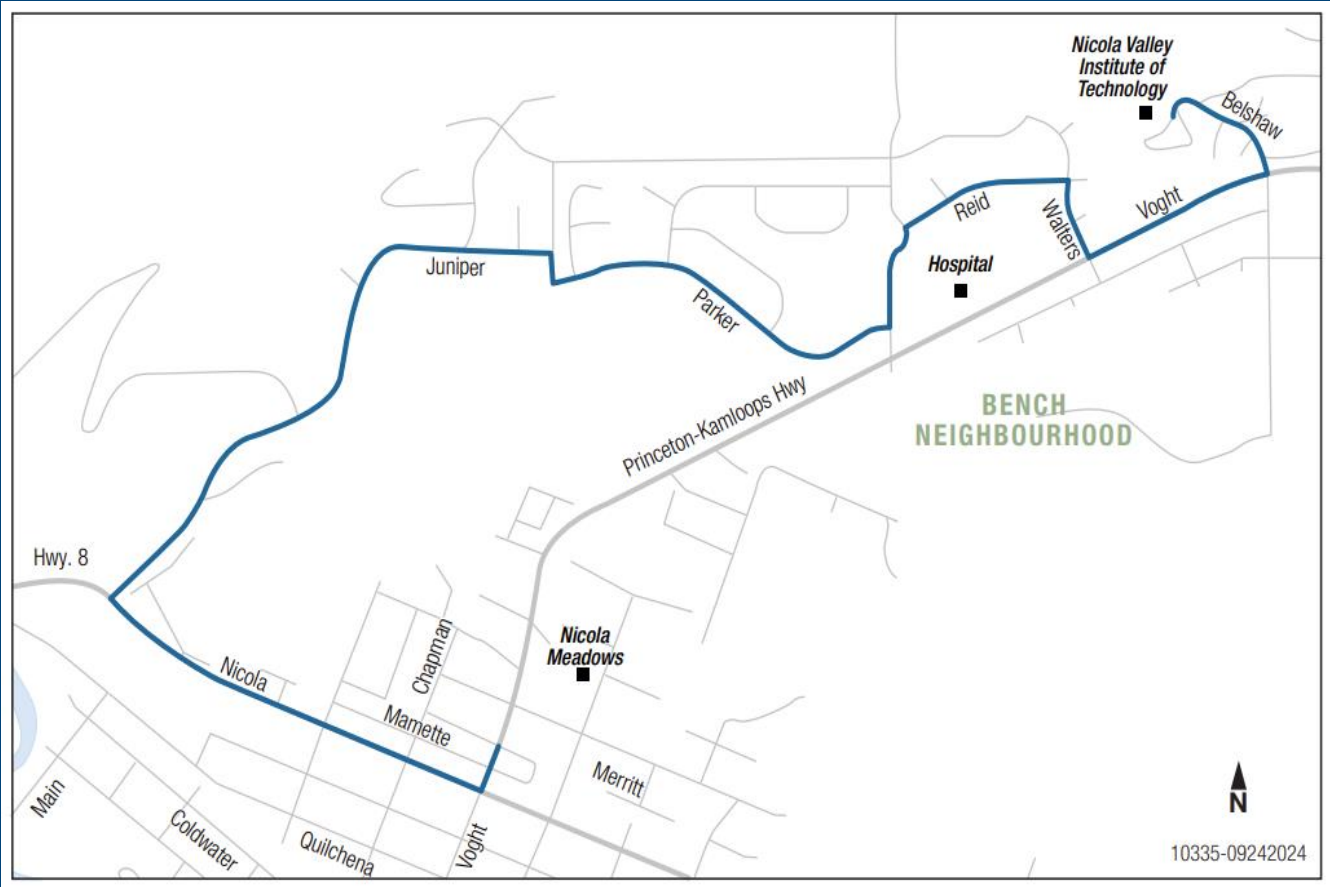 Nicola Valley
Institute of
Technology
Belshaw
Reid
Walters
Voght
Juniper
Hospital
Parker
Princeton-Kamloops Hwy
BENCH
NEIGHBOURHOOD
Hwy. 8
Nicola
Meadows
Chapman
Nicola
Mamette
Merritt
Main
Coldwater
Quilchena
Voght
N
10335-09242024